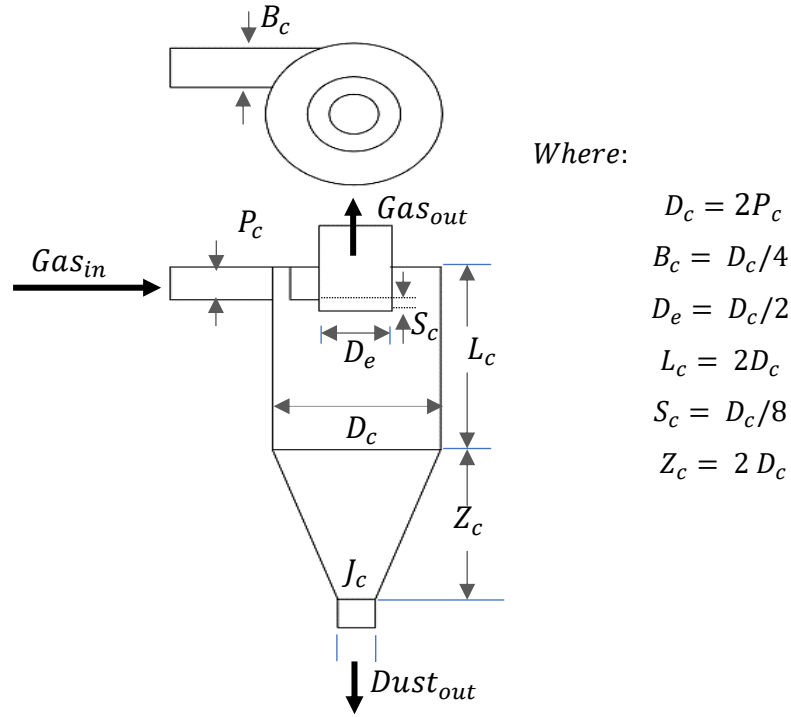 B_c
Where:
P_c
Gas_out
D_c = 2P_c
Gas_in
B_c = D_c/4
S_c
D_e
L_c
D_e = D_c/2
L_c = 2D_c
D_c
S_c = D_c/8
Z_c = 2 D_c
Z_c
J_c
Dust_out